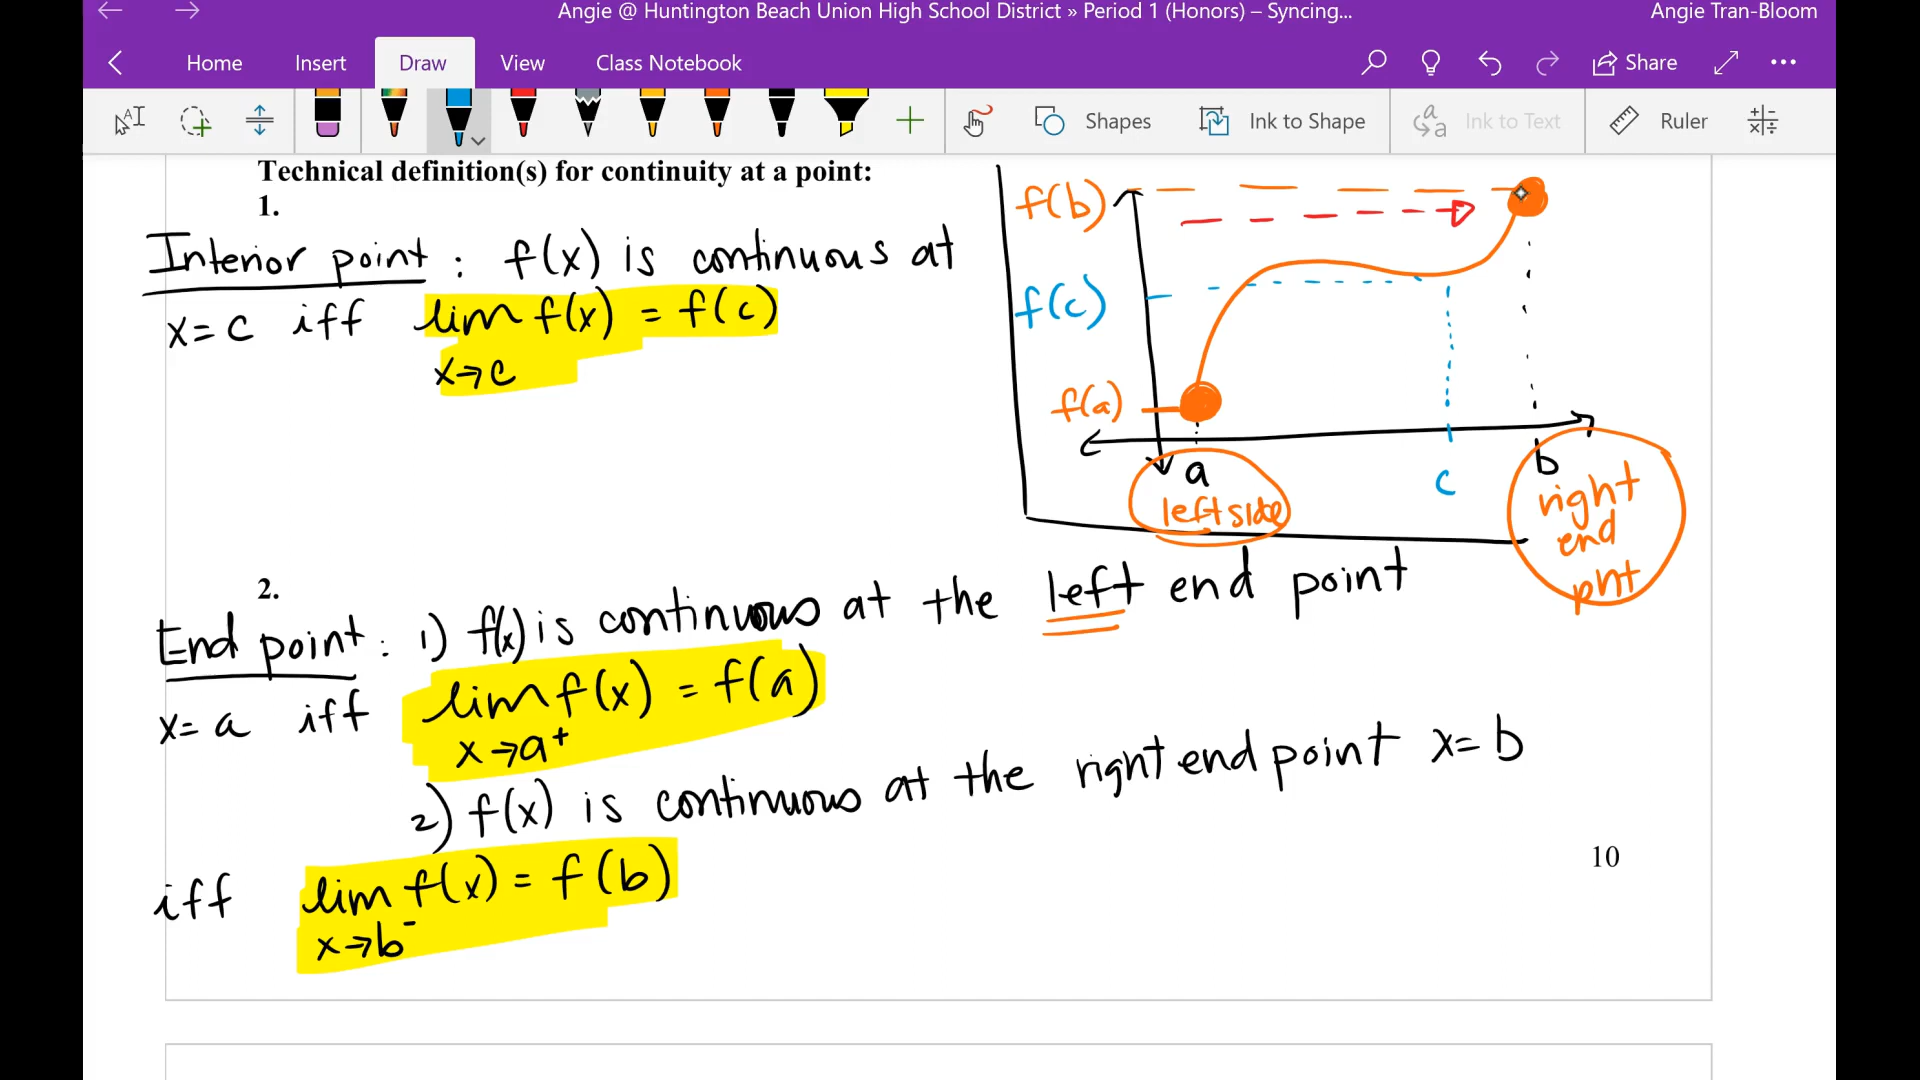 Angie @ Huntington Beach Union High School District » Period 1 (Honors) – Syncing...
Angie Tran-Bloom
Home Insert Draw View Class Notebook Share
Shapes Ink to Shape Ink to Text Ruler
Technical definition(s) for continuity at a point:
1.
Interior point : f(x) is continuous at
x=c iff lim f(x) = f(c)
x→c
f(b)
f(c)
f(a)
a
left side
c
b
right
end
pnt
2.
End point : 1) f(x) is continuous at the left end point
x=a iff lim f(x) = f(a)
x→a⁺
2) f(x) is continuous at the right end point x=b
iff lim f(x) = f(b)
x→b⁻
10